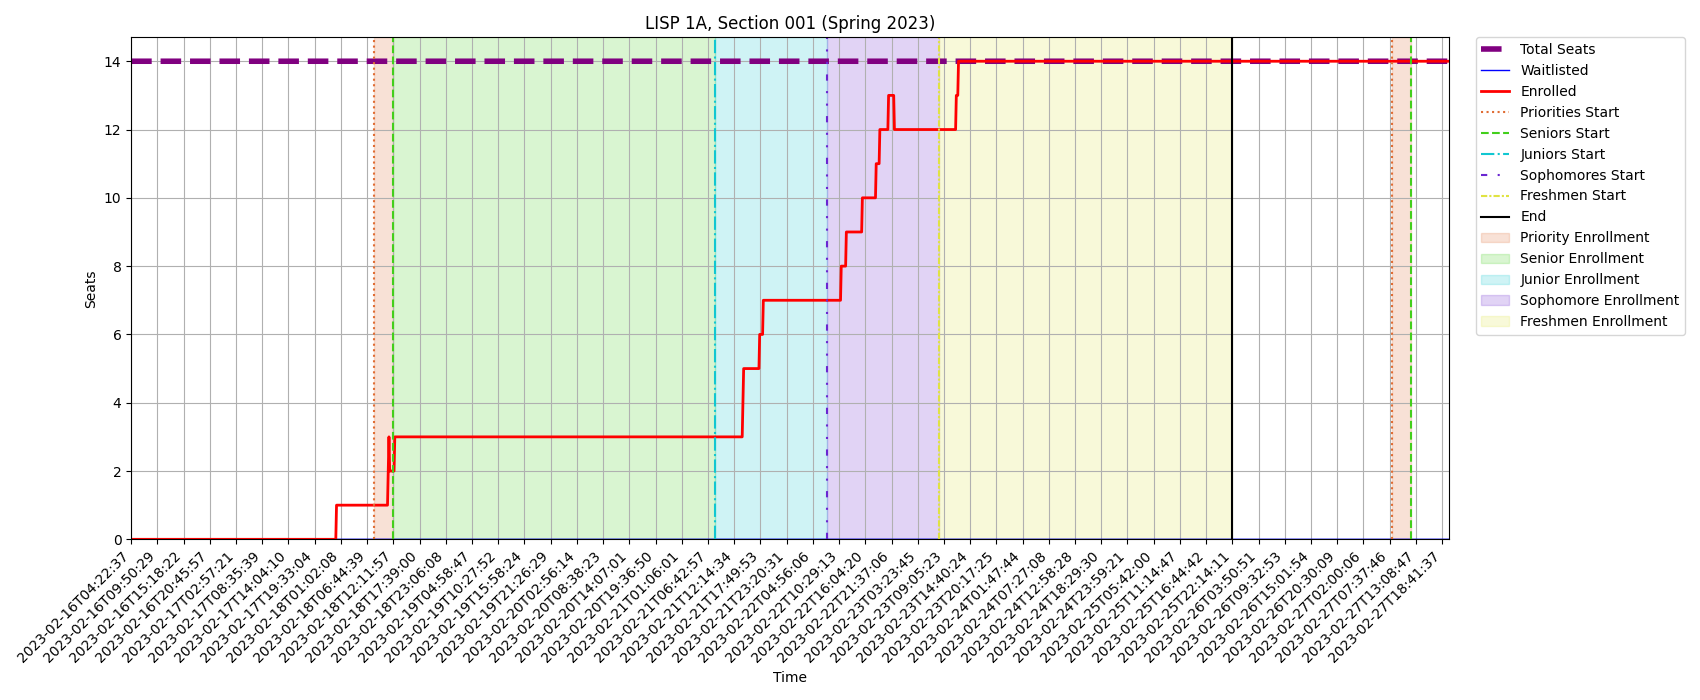 LISP 1A, Section 001 (Spring 2023)
Seats
14
12
10
8
6
4
2
0
2023-02-16T04:22:37
2023-02-16T09:50:29
2023-02-16T15:18:22
2023-02-16T20:45:57
2023-02-17T02:57:21
2023-02-17T08:35:39
2023-02-17T14:04:10
2023-02-17T19:33:04
2023-02-18T01:02:08
2023-02-18T06:44:39
2023-02-18T12:11:57
2023-02-18T17:39:00
2023-02-18T23:06:08
2023-02-19T04:58:47
2023-02-19T10:27:52
2023-02-19T15:58:24
2023-02-19T21:26:29
2023-02-20T02:56:14
2023-02-20T08:38:23
2023-02-20T14:07:01
2023-02-20T19:36:50
2023-02-21T01:06:01
2023-02-21T06:42:57
2023-02-21T12:14:34
2023-02-21T17:49:53
2023-02-21T23:20:31
2023-02-22T04:56:06
2023-02-22T10:29:13
2023-02-22T16:04:20
2023-02-22T21:37:06
2023-02-23T03:23:45
2023-02-23T09:05:23
2023-02-23T14:40:24
2023-02-23T20:17:25
2023-02-24T01:47:44
2023-02-24T07:27:08
2023-02-24T12:58:28
2023-02-24T18:29:30
2023-02-24T23:59:21
2023-02-25T05:42:00
2023-02-25T11:14:47
2023-02-25T16:44:42
2023-02-25T22:14:11
2023-02-26T03:50:51
2023-02-26T09:32:53
2023-02-26T15:01:54
2023-02-26T20:30:09
2023-02-27T02:00:06
2023-02-27T07:37:46
2023-02-27T13:08:47
2023-02-27T18:41:37
Time
Total Seats
Waitlisted
Enrolled
Priorities Start
Seniors Start
Juniors Start
Sophomores Start
Freshmen Start
End
Priority Enrollment
Senior Enrollment
Junior Enrollment
Sophomore Enrollment
Freshmen Enrollment